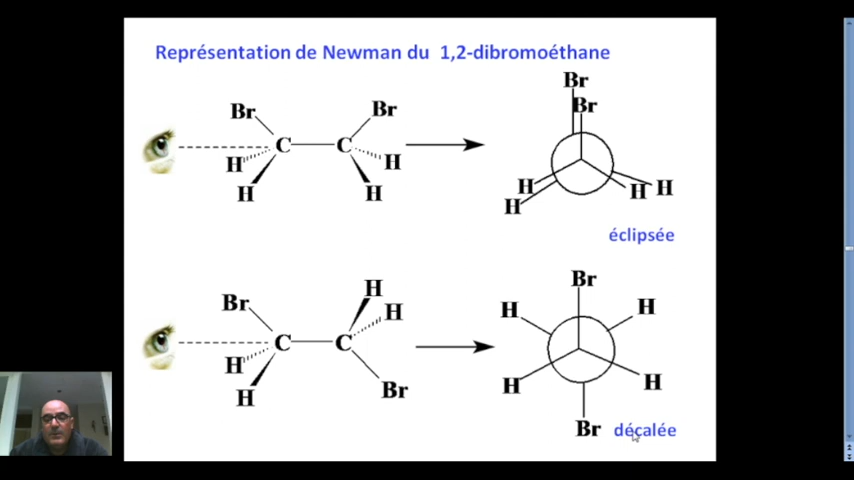 Représentation de Newman du 1,2-dibromoéthane
Br
Br Br Br
C C
H H
H H
H H H
H
éclipsée
H Br
Br H H H
C C
H
H Br H H
H
Br décalée